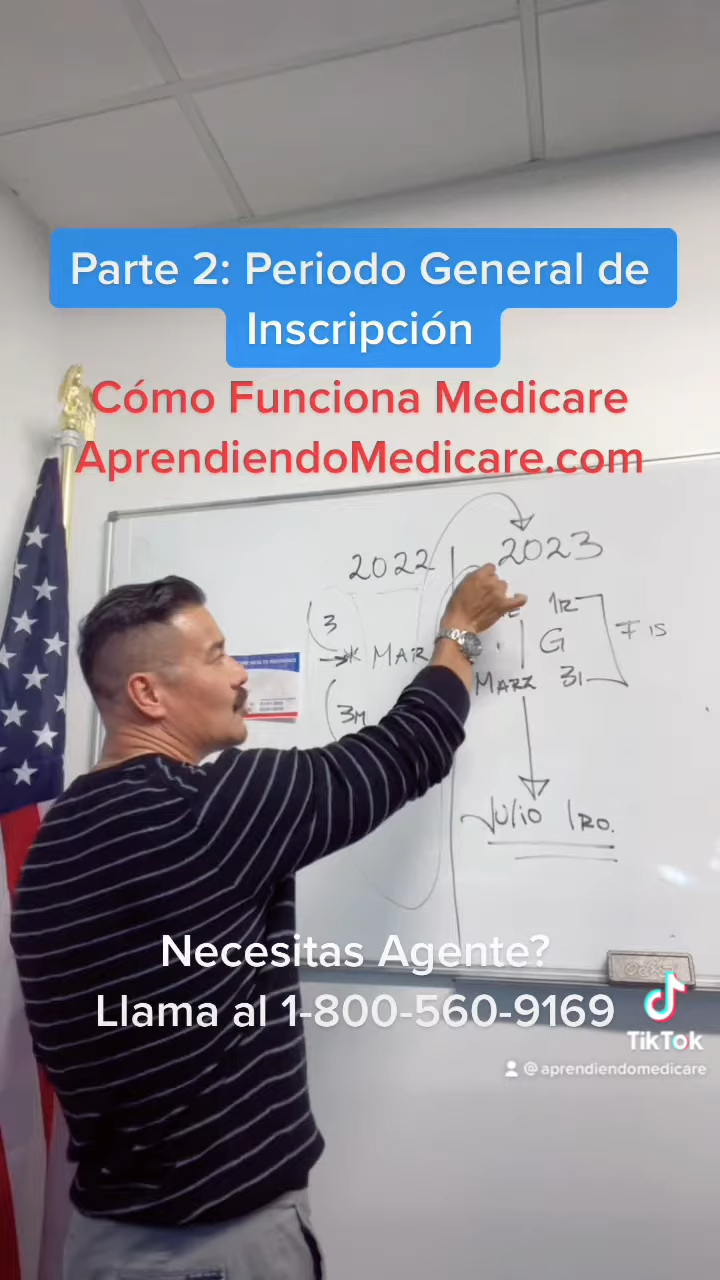 Parte 2: Periodo General de
Inscripción
Cómo Funciona Medicare
AprendiendoMedicare.com
2022 2023
3 1R
MAR G
MARZ 31
3M
Julio 1RO.
Necesitas Agente?
Llama al 1-800-560-9169
TikTok
@aprendiendomedicare